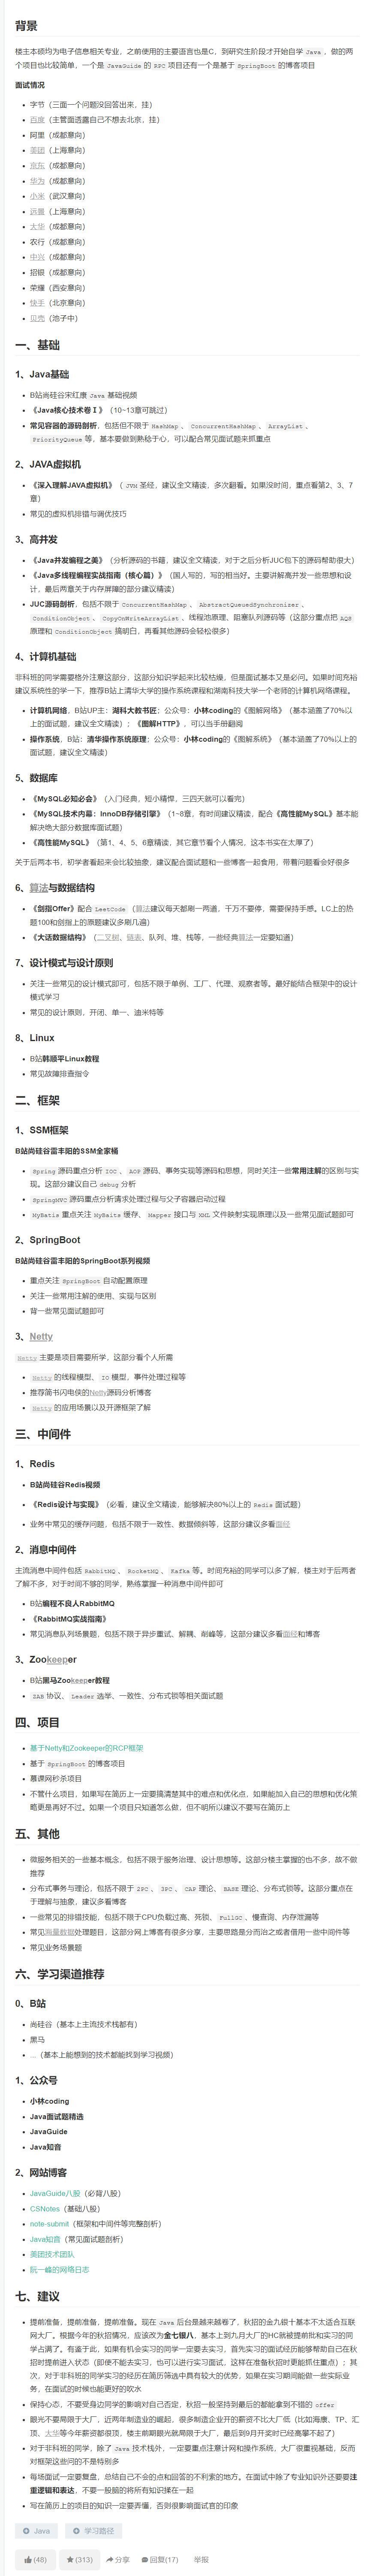 背景
楼主本硕均为电子信息相关专业，之前使用的主要语言也是C，到研究生阶段才开始自学 Java ，做的两
个项目也比较简单，一个是 JavaGuide 的 RPC 项目还有一个是基于 SpringBoot 的博客项目
面试情况
字节（三面一个问题没回答出来，挂）
百度（主管面透露自己不想去北京，挂）
阿里（成都意向）
美团（上海意向）
京东（成都意向）
华为（成都意向）
小米（武汉意向）
远景（上海意向）
大华（成都意向）
农行（成都意向）
中兴（成都意向）
招银（成都意向）
荣耀（西安意向）
快手（北京意向）
贝壳（池子中）
一、基础
1、Java基础
B站尚硅谷宋红康 Java 基础视频
《Java核心技术卷 I 》（10-13章可跳过）
常见容器的源码剖析，包括但不限于 HashMap 、 ConcurrentHashMap 、 ArrayList 、
PriorityQueue 等，基本要做到熟稔于心，可以配合常见面试题来抓重点
2、JAVA虚拟机
《深入理解JAVA虚拟机》（ JVM 圣经，建议全文精读，多次翻看。如果没时间，重点看第2、3、7
章）
常见的虚拟机排错与调优技巧
3、高并发
《Java并发编程之美》（分析源码的书籍，建议全文精读，对于之后分析JUC包下的源码帮助很大）
《Java多线程编程实战指南（核心篇）》（国人写的，写的相当好。主要讲解高并发一些思想和设
计，最后两章关于内存屏障的部分建议精读）
JUC源码剖析，包括不限于 ConcurrentHashMap 、 AbstractQueuedSynchronizer 、
ConditionObject 、 CopyOnWriteArrayList 、线程池原理、阻塞队列源码等（这部分重点把 AQS
原理和 ConditionObject 搞明白，再看其他源码会轻松很多）
4、计算机基础
非科班的同学需要格外注意这部分，这部分知识学起来比较枯燥，但是面试基本又是必问。如果时间充裕
建议系统性的学一下，推荐B站上清华大学的操作系统课程和湖南科技大学一个老师的计算机网络课程。
计算机网络，B站UP主：湖科大教书匠；公众号：小林coding的《图解网络》（基本涵盖了70%以
上的面试题，建议全文精读）；《图解HTTP》，可以当手册翻阅
操作系统，B站：清华操作系统原理；公众号：小林coding的《图解系统》（基本涵盖了70%以上的
面试题，建议全文精读）
5、数据库
《MySQL必知必会》（入门经典，短小精悍，三四天就可以看完）
《MySQL技术内幕：InnoDB存储引擎》（1-8章，有时间建议精读，配合《高性能MySQL》基本能
解决绝大部分数据库面试题）
《高性能MySQL》（第1、4、5、6章精读，其它章节看个人情况，这本书实在太厚了）
关于后两本书，初学者看起来会比较抽象，建议配合面试题和一些博客一起食用，带着问题看会好很多
6、算法与数据结构
《剑指Offer》配合 LeetCode （算法建议每天都刷一两道，千万不要停，需要保持手感。LC上的热
题100和剑指上的原题建议多刷几遍）
《大话数据结构》（二叉树、链表、队列、堆、栈等，一些经典算法一定要知道）
7、设计模式与设计原则
关注一些常见的设计模式即可，包括不限于单例、工厂、代理、观察者等。最好能结合框架中的设计
模式学习
常见的设计原则，开闭、单一、迪米特等
8、Linux
B站韩顺平Linux教程
常见故障排查指令
二、框架
1、SSM框架
B站尚硅谷雷丰阳的SSM全家桶
Spring 源码重点分析 IOC 、 AOP 源码、事务实现等源码和思想，同时关注一些常用注解的区别与实
现。这部分建议自己 debug 分析
SpringMVC 源码重点分析请求处理过程与父子容器启动过程
MyBatis 重点关注 MyBaits 缓存、 Mapper 接口与 XML 文件映射实现原理以及一些常见面试题即可
2、SpringBoot
B站尚硅谷雷丰阳的SpringBoot系列视频
重点关注 SpringBoot 自动配置原理
关注一些常用注解的使用、实现与区别
背一些常见面试题即可
3、Netty
Netty 主要是项目需要所学，这部分看个人所需
Netty 的线程模型、 IO 模型，事件处理过程等
推荐简书闪电侠的Netty源码分析博客
Netty 的应用场景以及开源框架了解
三、中间件
1、Redis
B站尚硅谷Redis视频
《Redis设计与实现》（必看，建议全文精读，能够解决80%以上的 Redis 面试题）
业务中常见的缓存问题，包括不限于一致性、数据倾斜等，这部分建议多看面经
2、消息中间件
主流消息中间件包括 RabbitMQ 、 RocketMQ 、 Kafka 等。时间充裕的同学可以多了解，楼主对于后两者
了解不多，对于时间不够的同学，熟练掌握一种消息中间件即可
B站编程不良人RabbitMQ
《RabbitMQ实战指南》
常见消息队列场景题，包括不限于异步重试、解耦、削峰等，这部分建议多看面经和博客
3、Zookeeper
B站黑马Zookeeper教程
ZAB 协议、 Leader 选举、一致性、分布式锁等相关面试题
四、项目
基于Netty和Zookeeper的RCP框架
基于 SpringBoot 的博客项目
慕课网秒杀项目
不管什么项目，如果写在简历上一定要搞清楚其中的难点和优化点，如果能加入自己的思想和优化策
略更是再好不过。如果一个项目只知道怎么做，但不明所以建议不要写在简历上
五、其他
微服务相关的一些基本概念，包括不限于服务治理、设计思想等。这部分楼主掌握的也不多，故不做
推荐
分布式事务与理论，包括不限于 2PC 、 3PC 、 CAP 理论、 BASE 理论、分布式锁等。这部分重点在
于理解与抽象，建议多看博客
一些常见的排错技能，包括不限于CPU负载过高、死锁、 FullGC 、慢查询、内存泄漏等
常见海量数据处理题目，这部分网上博客有很多分享，主要思路是分而治之或者借用一些中间件等
常见业务场景题
六、学习渠道推荐
0、B站
尚硅谷（基本上主流技术栈都有）
黑马
...（基本上能想到的技术都能找到学习视频）
1、公众号
小林coding
Java面试题精选
JavaGuide
Java知音
2、网站博客
JavaGuide八股（必背八股）
CSNotes（基础八股）
note-submit（框架和中间件等完整剖析）
Java知音（常见面试题剖析）
美团技术团队
阮一峰的网络日志
七、建议
提前准备，提前准备，提前准备。现在 Java 后台是越来越卷了，秋招的金九银十基本不太适合互联
网大厂。根据今年的秋招情况，应该改为金七银八，基本上到九月大厂的HC就被提前批和实习的同
学占满了。有鉴于此，如果有机会实习的同学一定要去实习，首先实习的面试经历能够帮助自己在秋
招时提前进入状态（即使不能去实习，也可以进行实习面试，这样在准备秋招时更能抓住重点）；其
次，对于非科班的同学实习的经历在简历筛选中具有较大的优势，如果在实习期间能做一些实际业
务，在面试的时候也能更好的吹水
保持心态，不要受身边同学的影响对自己否定，秋招一般坚持到最后的都能拿到不错的 offer
眼光不要局限于大厂，近两年制造业的崛起，很多制造企业开的薪资不比大厂低（比如海康、TP、汇
顶、大华等今年薪资都很顶，楼主前期眼光就局限于大厂，最后到9月开奖时已经高攀不起了）
对于非科班的同学，除了 Java 技术栈外，一定要重点注意计网和操作系统，大厂很重视基础，反而
对框架这些问的不是特别多
每场面试一定要复盘，总结自己不会的点和回答的不利索的地方。在面试中除了专业知识外还要要注
重逻辑和表达，不要一股脑的将所有知识揉在一起
写在简历上的项目的知识一定要弄懂，否则很影响面试官的印象
Java 学习路径
(48) (313) 分享 回复(17) 举报